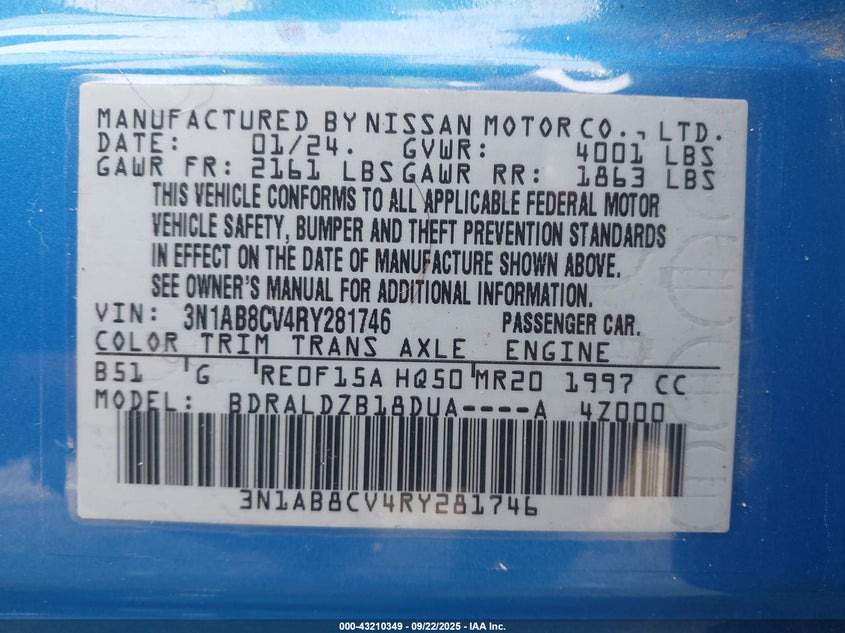 MANUFACTURED BY NISSAN MOTOR CO., LTD.
DATE: 01/24. GVWR: 4001 LBS
GAWR FR: 2161 LBS GAWR RR: 1863 LBS
THIS VEHICLE CONFORMS TO ALL APPLICABLE FEDERAL MOTOR
VEHICLE SAFETY, BUMPER AND THEFT PREVENTION STANDARDS
IN EFFECT ON THE DATE OF MANUFACTURE SHOWN ABOVE.
SEE OWNER'S MANUAL FOR ADDITIONAL INFORMATION.
VIN: 3N1AB8CV4RY281746 PASSENGER CAR.
COLOR TRIM TRANS AXLE ENGINE
B51 G RE0F15A HQ50 MR20 1997 CC
MODEL: BDRALDZB18DUA----A 4Z000
3N1AB8CV4RY281746
000-43210349 - 09/22/2025 - IAA Inc.